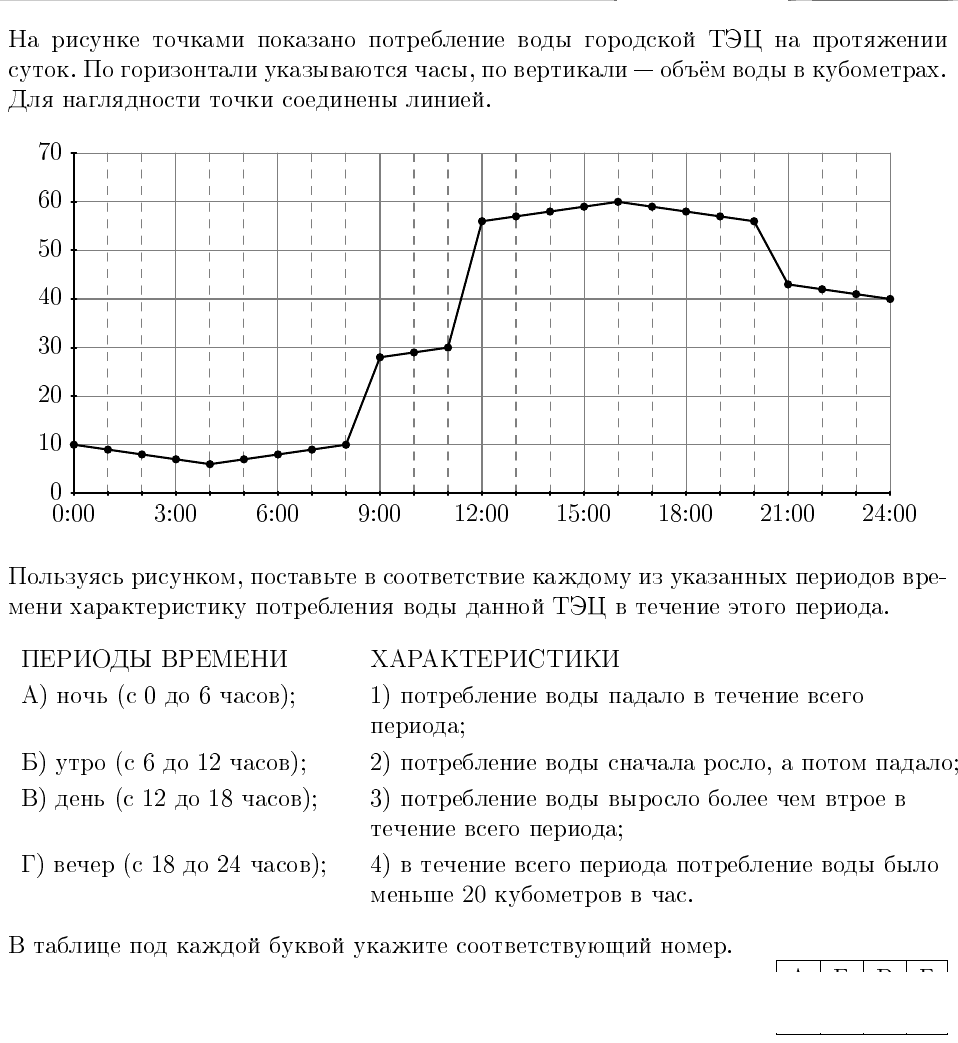 На рисунке точками показано потребление воды городской ТЭЦ на протяжении
суток. По горизонтали указываются часы, по вертикали — объём воды в кубометрах.
Для наглядности точки соединены линией.
70
60
50
40
30
20
10
0
0:00 3:00 6:00 9:00 12:00 15:00 18:00 21:00 24:00
Пользуясь рисунком, поставьте в соответствие каждому из указанных периодов вре-
мени характеристику потребления воды данной ТЭЦ в течение этого периода.
ПЕРИОДЫ ВРЕМЕНИ ХАРАКТЕРИСТИКИ
А) ночь (с 0 до 6 часов); 1) потребление воды падало в течение всего
периода;
Б) утро (с 6 до 12 часов); 2) потребление воды сначала росло, а потом падало;
В) день (с 12 до 18 часов); 3) потребление воды выросло более чем втрое в
течение всего периода;
Г) вечер (с 18 до 24 часов); 4) в течение всего периода потребление воды было
меньше 20 кубометров в час.
В таблице под каждой буквой укажите соответствующий номер.